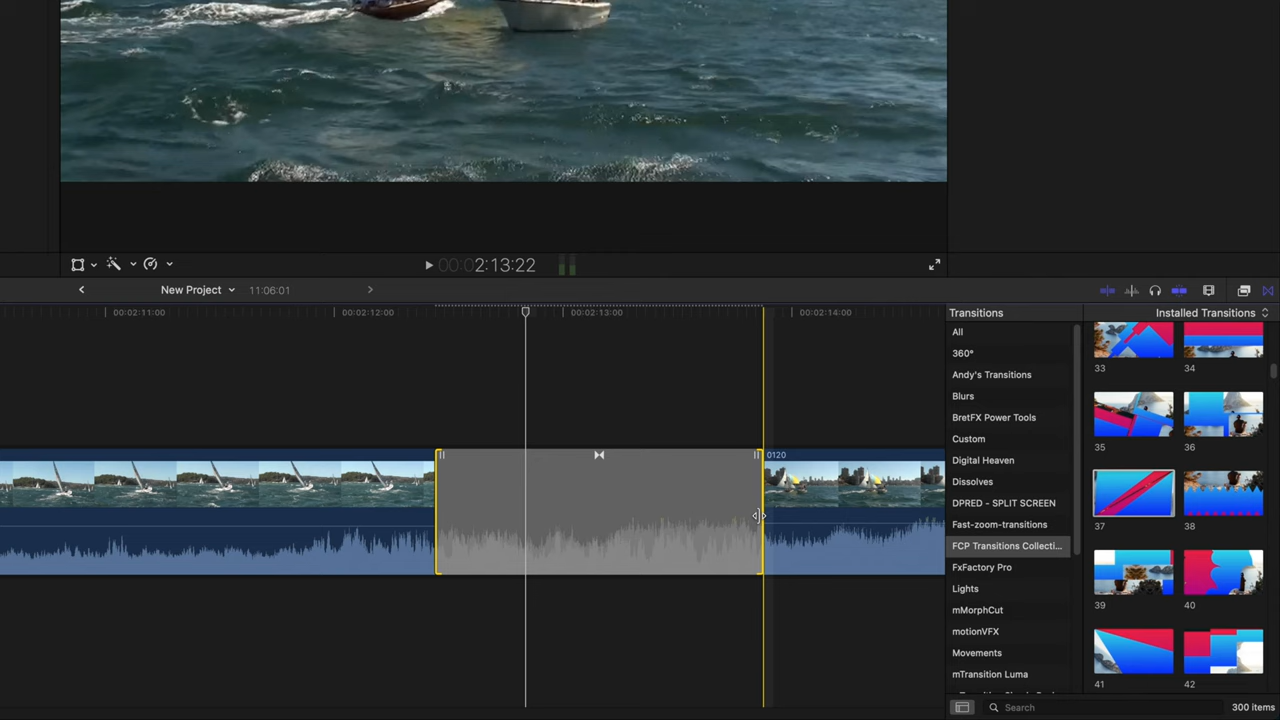 00:00:2:13:22
New Project
11:06:01
00:02:11:00
00:02:12:00
00:02:13:00
00:02:14:00
0120
Transitions
Installed Transitions
All
360°
Andy's Transitions
Blurs
BretFX Power Tools
Custom
Digital Heaven
Dissolves
DPRED - SPLIT SCREEN
Fast-zoom-transitions
FCP Transitions Collecti...
FxFactory Pro
Lights
mMorphCut
motionVFX
Movements
mTransition Luma
33
34
35
36
37
38
39
40
41
42
Search
300 items